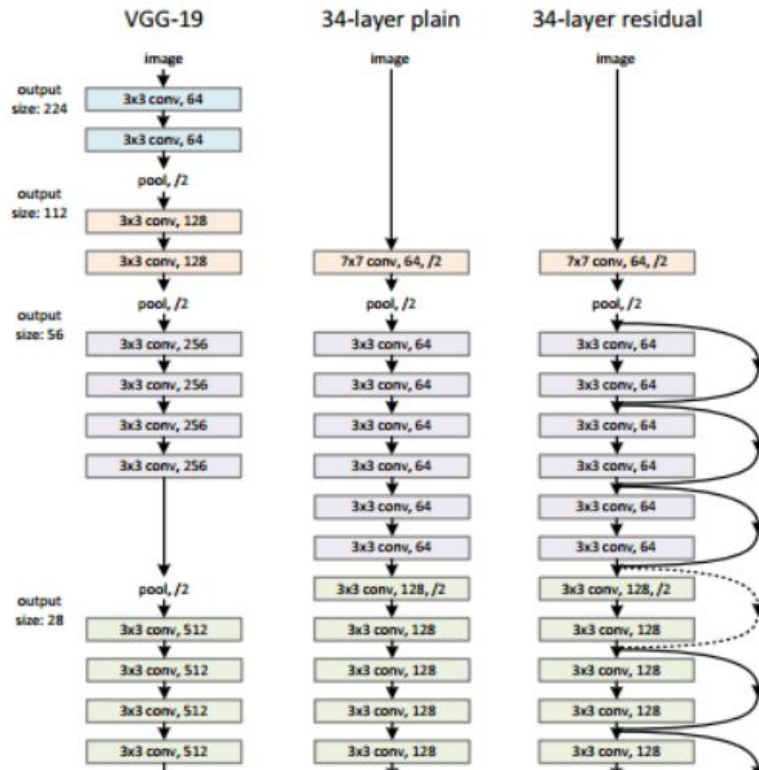 VGG-19 34-layer plain 34-layer residual
image image image
output
size: 224
3x3 conv, 64
3x3 conv, 64
pool, /2
output
size: 112
3x3 conv, 128
3x3 conv, 128 7x7 conv, 64, /2 7x7 conv, 64, /2
pool, /2 pool, /2 pool, /2
output
size: 56
3x3 conv, 256 3x3 conv, 64 3x3 conv, 64
3x3 conv, 256 3x3 conv, 64 3x3 conv, 64
3x3 conv, 256 3x3 conv, 64 3x3 conv, 64
3x3 conv, 256 3x3 conv, 64 3x3 conv, 64
3x3 conv, 64 3x3 conv, 64
3x3 conv, 64 3x3 conv, 64
pool, /2 3x3 conv, 128, /2 3x3 conv, 128, /2
output
size: 28
3x3 conv, 512 3x3 conv, 128 3x3 conv, 128
3x3 conv, 512 3x3 conv, 128 3x3 conv, 128
3x3 conv, 512 3x3 conv, 128 3x3 conv, 128
3x3 conv, 512 3x3 conv, 128 3x3 conv, 128